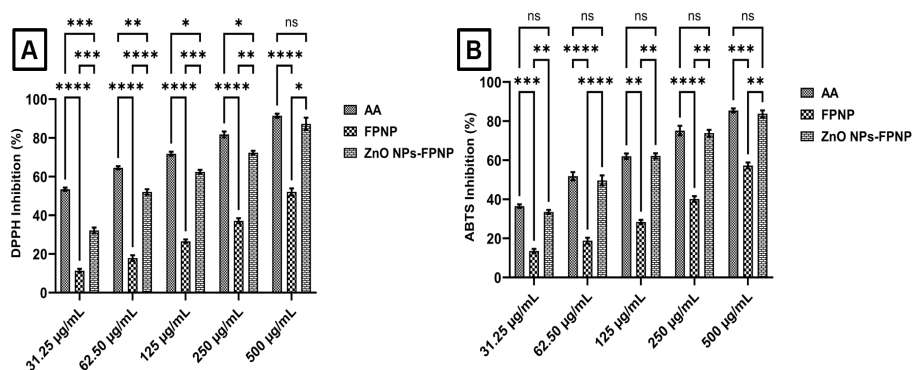 A
*** ** * * ns
*** **** *** ** ****
**** **** **** **** *
DPPH Inhibition (%)
100
80
60
40
20
0
31.25 µg/mL
62.50 µg/mL
125 µg/mL
250 µg/mL
500 µg/mL
AA
FPNP
ZnO NPs-FPNP
B
ns ns ns ns ns
** **** ** ** ***
*** **** ** **** **
ABTS Inhibition (%)
100
80
60
40
20
0
31.25 µg/mL
62.50 µg/mL
125 µg/mL
250 µg/mL
500 µg/mL
AA
FPNP
ZnO NPs-FPNP